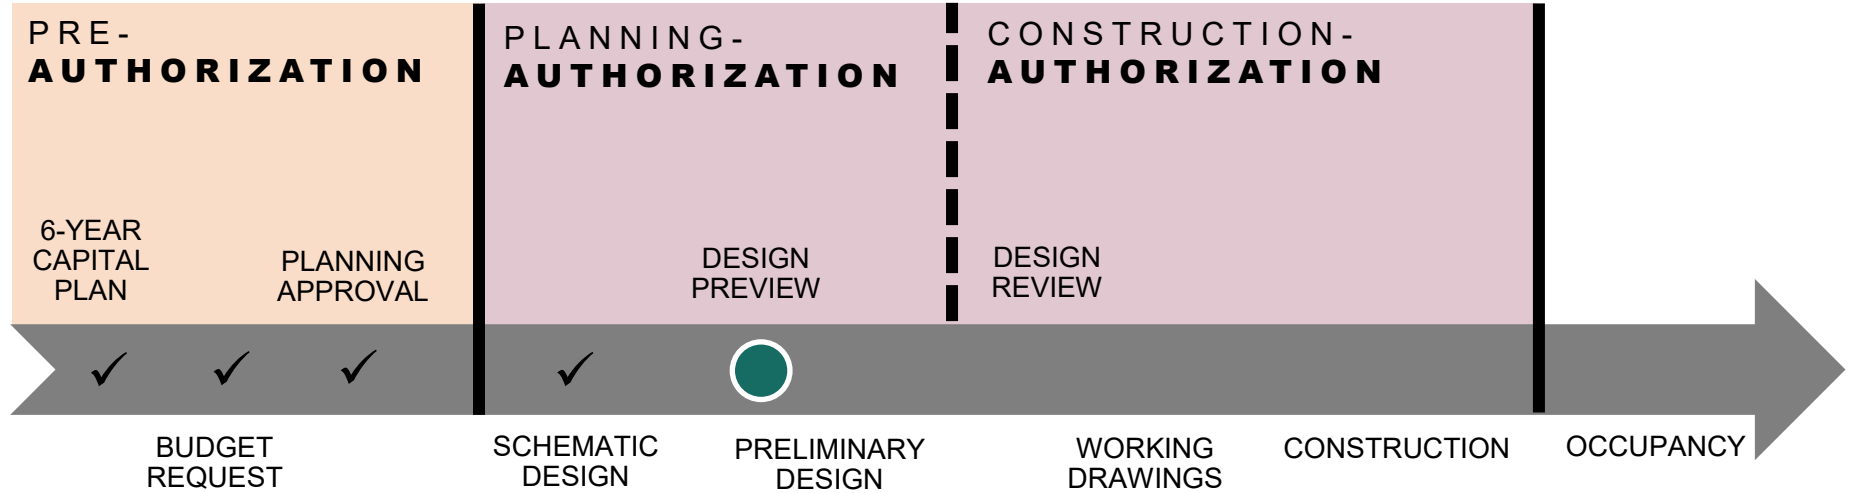 PRE-
AUTHORIZATION
PLANNING-
AUTHORIZATION
CONSTRUCTION-
AUTHORIZATION
6-YEAR
CAPITAL
PLAN
PLANNING
APPROVAL
DESIGN
PREVIEW
DESIGN
REVIEW
BUDGET
REQUEST
SCHEMATIC
DESIGN
PRELIMINARY
DESIGN
WORKING
DRAWINGS
CONSTRUCTION
OCCUPANCY